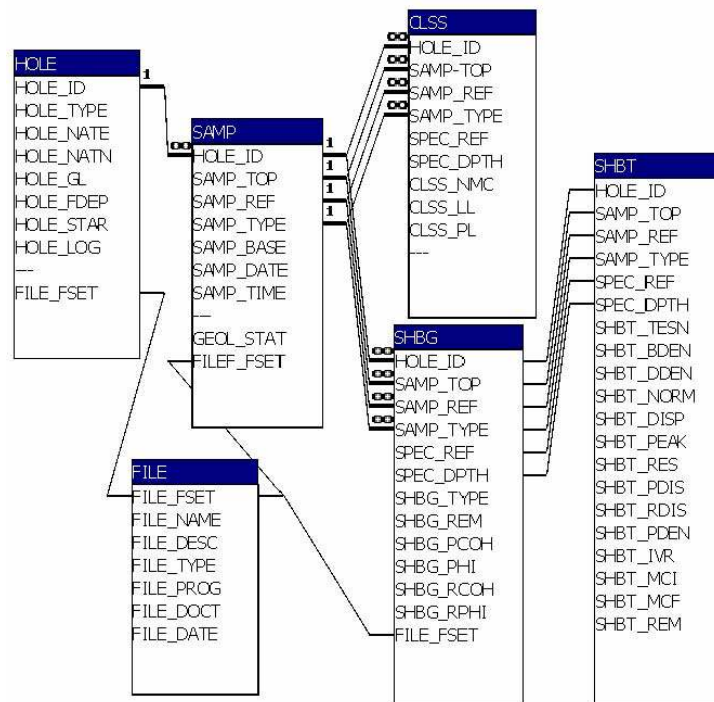 HOLE
HOLE_ID
HOLE_TYPE
HOLE_NATE
HOLE_NATN
HOLE_GL
HOLE_FDEP
HOLE_STAR
HOLE_LOG
---
FILE_FSET
1
∞
SAMP
HOLE_ID
SAMP_TOP
SAMP_REF
SAMP_TYPE
SAMP_BASE
SAMP_DATE
SAMP_TIME
---
GEOL_STAT
FILEF_FSET
1
1
1
1
∞
∞
∞
∞
CLSS
HOLE_ID
SAMP-TOP
SAMP_REF
SAMP_TYPE
SPEC_REF
SPEC_DPTH
CLSS_NMC
CLSS_LL
CLSS_PL
---
∞
∞
∞
∞
SHBG
HOLE_ID
SAMP_TOP
SAMP_REF
SAMP_TYPE
SPEC_REF
SPEC_DPTH
SHBG_TYPE
SHBG_REM
SHBG_PCOH
SHBG_PHI
SHBG_RCOH
SHBG_RPHI
FILE_FSET
SHBT
HOLE_ID
SAMP_TOP
SAMP_REF
SAMP_TYPE
SPEC_REF
SPEC_DPTH
SHBT_TESN
SHBT_BDEN
SHBT_DDEN
SHBT_NORM
SHBT_DISP
SHBT_PEAK
SHBT_RES
SHBT_PDIS
SHBT_RDIS
SHBT_PDEN
SHBT_IVR
SHBT_MCI
SHBT_MCF
SHBT_REM
FILE
FILE_FSET
FILE_NAME
FILE_DESC
FILE_TYPE
FILE_PROG
FILE_DOCT
FILE_DATE